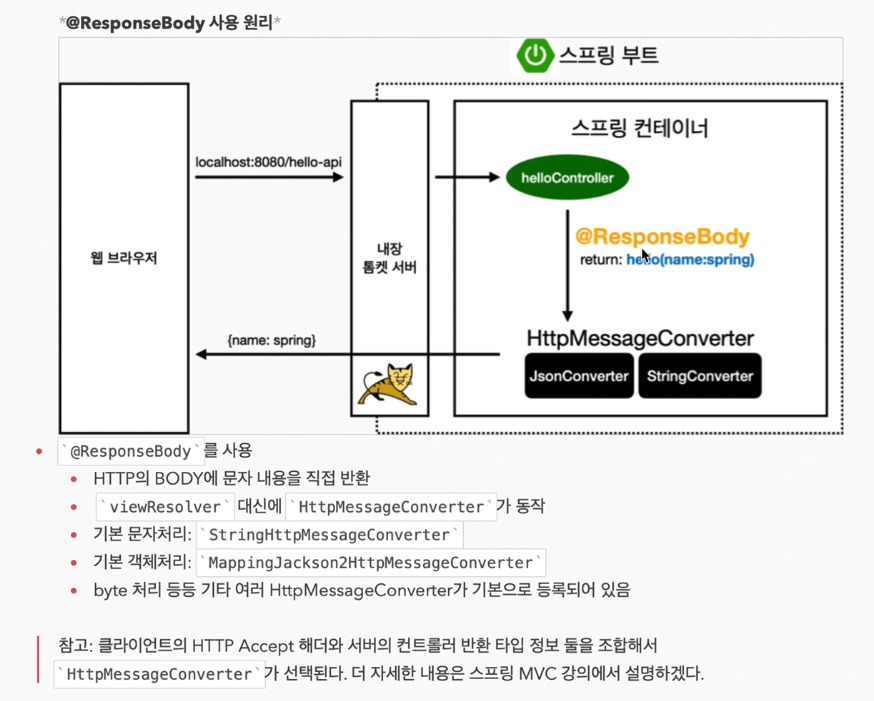 *@ResponseBody 사용 원리*
스프링 부트
스프링 컨테이너
localhost:8080/hello-api
helloController
@ResponseBody
웹 브라우저
내장
톰켓 서버
return: hello(name:spring)
{name: spring}
HttpMessageConverter
JsonConverter
StringConverter
• `@ResponseBody`를 사용
• HTTP의 BODY에 문자 내용을 직접 반환
• `viewResolver` 대신에 `HttpMessageConverter`가 동작
• 기본 문자처리: `StringHttpMessageConverter`
• 기본 객체처리: `MappingJackson2HttpMessageConverter`
• byte 처리 등등 기타 여러 HttpMessageConverter가 기본으로 등록되어 있음
참고: 클라이언트의 HTTP Accept 해더와 서버의 컨트롤러 반환 타입 정보 둘을 조합해서
`HttpMessageConverter`가 선택된다. 더 자세한 내용은 스프링 MVC 강의에서 설명하겠다.